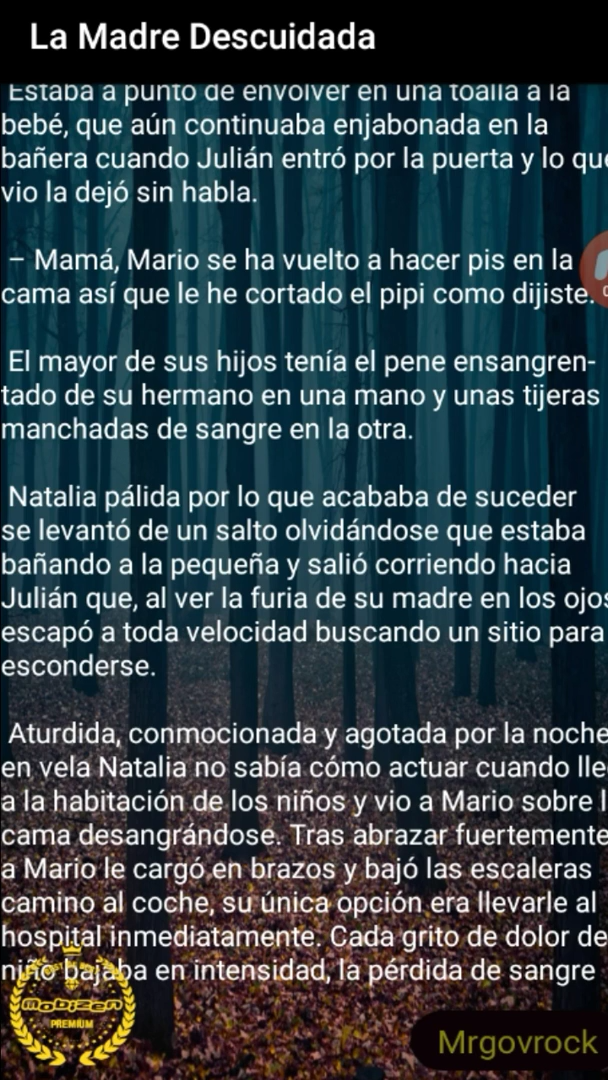 La Madre Descuidada
Estaba a punto de envolver en una toalla a la
bebé, que aún continuaba enjabonada en la
bañera cuando Julián entró por la puerta y lo que
vio la dejó sin habla.
– Mamá, Mario se ha vuelto a hacer pis en la
cama así que le he cortado el pipi como dijiste.
El mayor de sus hijos tenía el pene ensangren-
tado de su hermano en una mano y unas tijeras
manchadas de sangre en la otra.
Natalia pálida por lo que acababa de suceder
se levantó de un salto olvidándose que estaba
bañando a la pequeña y salió corriendo hacia
Julián que, al ver la furia de su madre en los ojos
escapó a toda velocidad buscando un sitio para
esconderse.
Aturdida, conmocionada y agotada por la noche
en vela Natalia no sabía cómo actuar cuando lle
a la habitación de los niños y vio a Mario sobre l
cama desangrándose. Tras abrazar fuertemente
a Mario le cargó en brazos y bajó las escaleras
camino al coche, su única opción era llevarle al
hospital inmediatamente. Cada grito de dolor de
niño bajaba en intensidad, la pérdida de sangre
Mobizen
PREMIUM
Mrgovrock